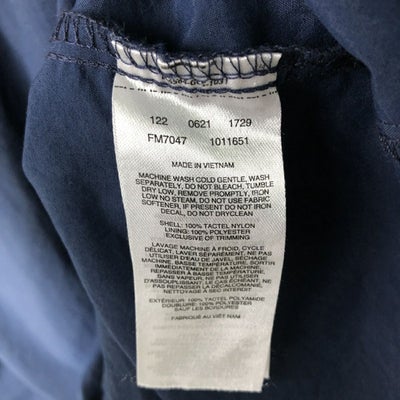 122 0621 1729
FM7047 1011651
MADE IN VIETNAM
MACHINE WASH COLD GENTLE, WASH
SEPARATELY, DO NOT BLEACH, TUMBLE
DRY LOW, REMOVE PROMPTLY, IRON
LOW NO STEAM, DO NOT USE FABRIC
SOFTENER, IF PRESENT DO NOT IRON
DECAL, DO NOT DRYCLEAN
SHELL: 100% TACTEL NYLON
LINING: 100% POLYESTER
EXCLUSIVE OF TRIMMING
LAVAGE MACHINE À FROID, CYCLE
DÉLICAT, LAVER SÉPARÉMENT, NE PAS
UTILISER D'EAU DE JAVEL, SÉCHAGE
MACHINE, BASSE TEMPÉRATURE, SORTIR
IMMÉDIATEMENT DE LA MACHINE,
REPASSER À BASSE TEMPÉRATURE,
SANS VAPEUR, NE PAS UTILISER
D'ASSOUPLISSANT, LE CAS ÉCHÉANT
NE PAS REPASSER LA DÉCALCOMANIE,
NETTOYAGE À SEC INTERDIT
EXTÉRIEUR: 100% TACTEL POLYAMIDE
DOUBLURE: 100% POLYESTER
SANS LES BORDURES
FABRIQUÉ AU VIÊT NAM